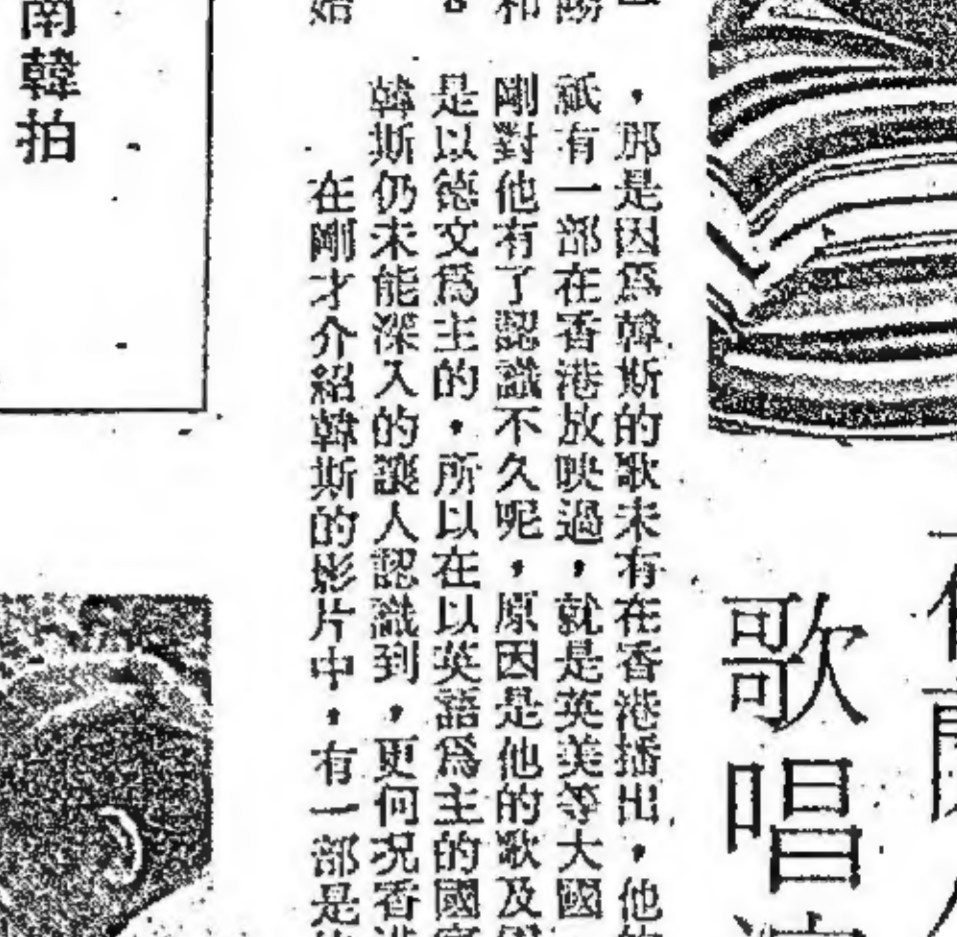 歌唱
，那是因爲韓斯的歌未有在香港播出，他的
祇有一部在香港放映過，就是英美等大國
剛對他有了認識不久呢，原因是他的歌及
是以德文爲主的，所以在以英語爲主的國家
韓斯仍未能深入的讓人認識到，更何況香港
在剛才介紹韓斯的影片中，有一部是
南韓拍